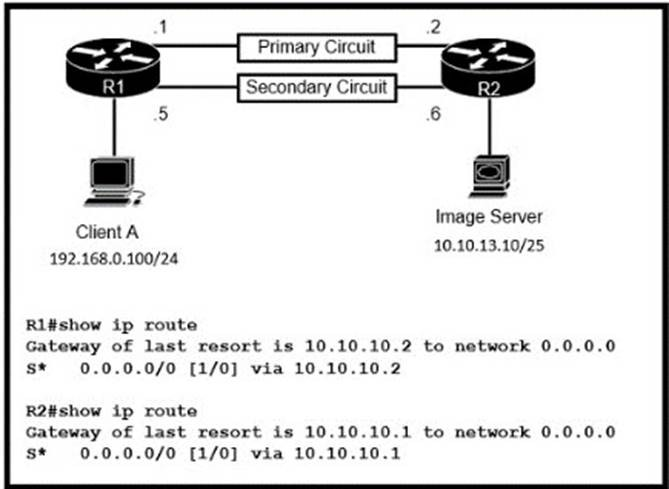 .1 Primary Circuit .2
R1 Secondary Circuit R2
.5 .6
Client A
192.168.0.100/24
Image Server
10.10.13.10/25
R1#show ip route
Gateway of last resort is 10.10.10.2 to network 0.0.0.0
S* 0.0.0.0/0 [1/0] via 10.10.10.2
R2#show ip route
Gateway of last resort is 10.10.10.1 to network 0.0.0.0
S* 0.0.0.0/0 [1/0] via 10.10.10.1